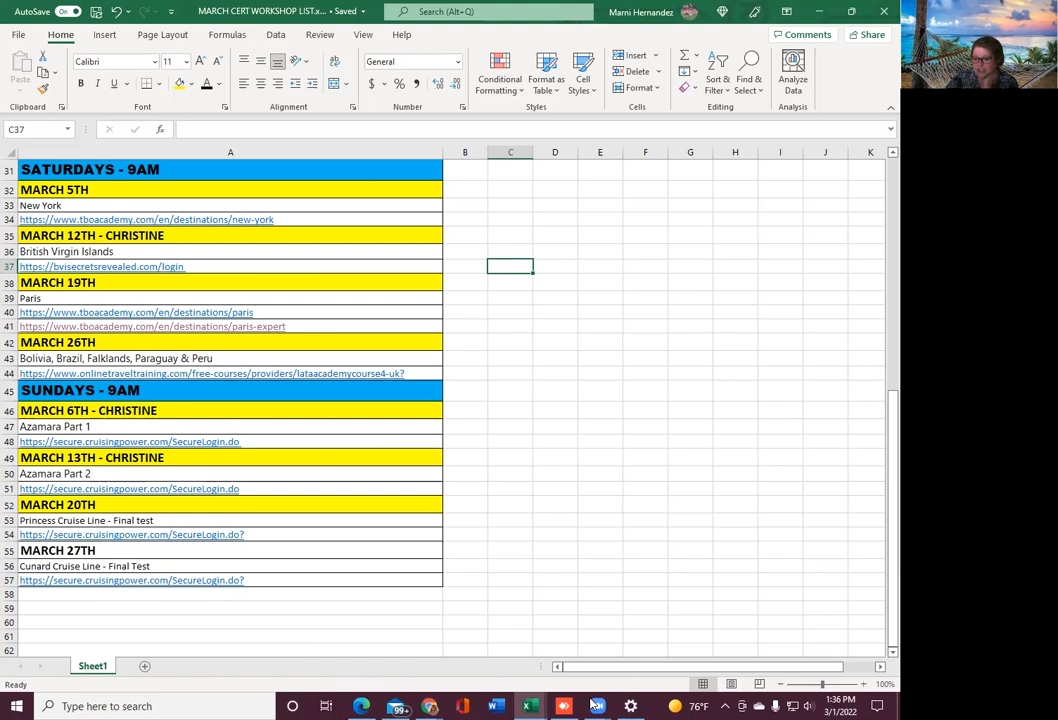 AutoSave On MARCH CERT WORKSHOP LIST.x... • Saved Search (Alt+Q) Marni Hernandez
File Home Insert Page Layout Formulas Data Review View Help Comments Share
Paste Calibri 11 General Conditional Formatting Format as Table Cell Styles Insert Delete Format Sort & Filter Find & Select Analyze Data
Clipboard Font Alignment Number Styles Cells Editing Analysis
C37 fx
A B C D E F G H I J K
31 SATURDAYS - 9AM
32 MARCH 5TH
33 New York
34 https://www.tboacademy.com/en/destinations/new-york
35 MARCH 12TH - CHRISTINE
36 British Virgin Islands
37 https://bvisecretsrevealed.com/login
38 MARCH 19TH
39 Paris
40 https://www.tboacademy.com/en/destinations/paris
41 https://www.tboacademy.com/en/destinations/paris-expert
42 MARCH 26TH
43 Bolivia, Brazil, Falklands, Paraguay & Peru
44 https://www.onlinetraveltraining.com/free-courses/providers/lataacademycourse4-uk?
45 SUNDAYS - 9AM
46 MARCH 6TH - CHRISTINE
47 Azamara Part 1
48 https://secure.cruisingpower.com/SecureLogin.do
49 MARCH 13TH - CHRISTINE
50 Azamara Part 2
51 https://secure.cruisingpower.com/SecureLogin.do
52 MARCH 20TH
53 Princess Cruise Line - Final test
54 https://secure.cruisingpower.com/SecureLogin.do?
55 MARCH 27TH
56 Cunard Cruise Line - Final Test
57 https://secure.cruisingpower.com/SecureLogin.do?
58
59
60
61
62
Sheet1
Ready 100%
Type here to search 99+ 76°F 1:36 PM
3/1/2022